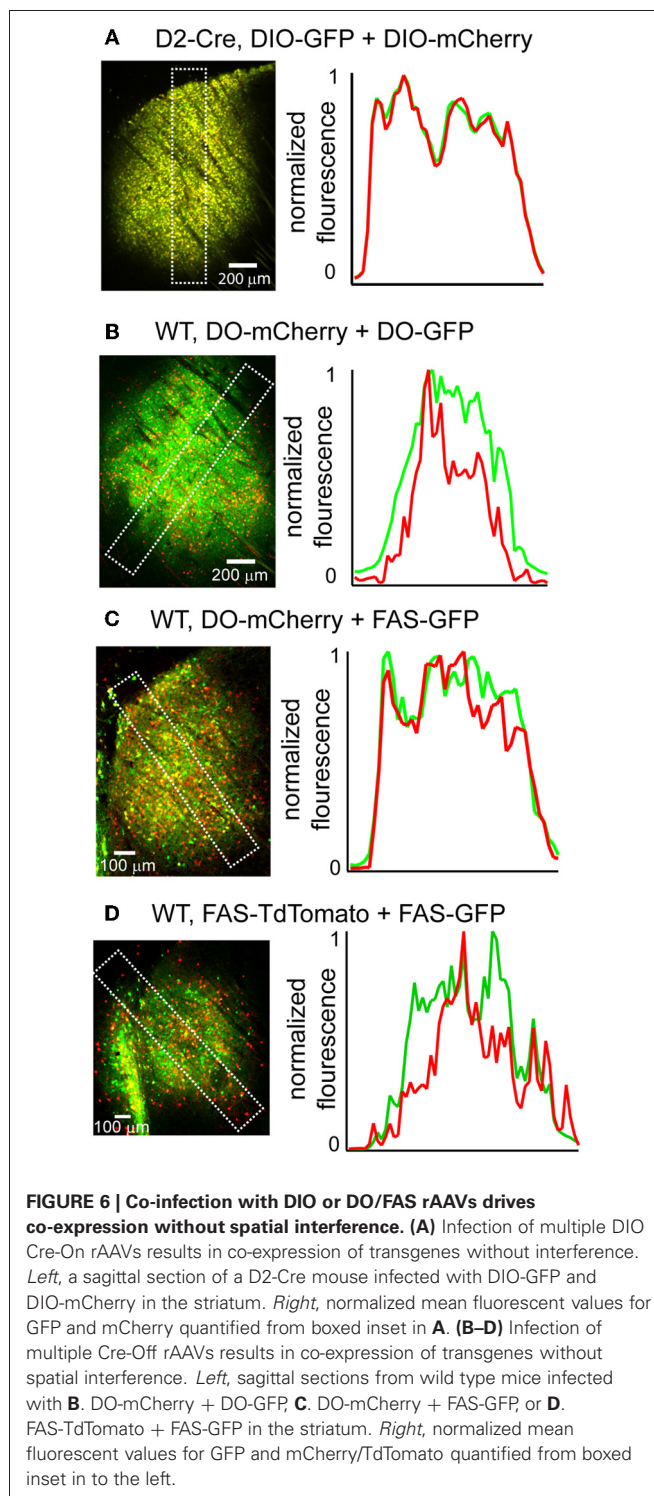 A D2-Cre, DIO-GFP + DIO-mCherry
1
normalized
flourescence
0
200 μm
B WT, DO-mCherry + DO-GFP
1
normalized
flourescence
0
200 μm
C WT, DO-mCherry + FAS-GFP
1
normalized
flourescence
0
100 μm
D WT, FAS-TdTomato + FAS-GFP
1
normalized
flourescence
0
100 μm
FIGURE 6 | Co-infection with DIO or DO/FAS rAAVs drives
co-expression without spatial interference. (A) Infection of multiple DIO
Cre-On rAAVs results in co-expression of transgenes without interference.
Left, a sagittal section of a D2-Cre mouse infected with DIO-GFP and
DIO-mCherry in the striatum. Right, normalized mean fluorescent values for
GFP and mCherry quantified from boxed inset in A. (B–D) Infection of
multiple Cre-Off rAAVs results in co-expression of transgenes without
spatial interference. Left, sagittal sections from wild type mice infected
with B. DO-mCherry + DO-GFP, C. DO-mCherry + FAS-GFP, or D.
FAS-TdTomato + FAS-GFP in the striatum. Right, normalized mean
fluorescent values for GFP and mCherry/TdTomato quantified from boxed
inset in to the left.